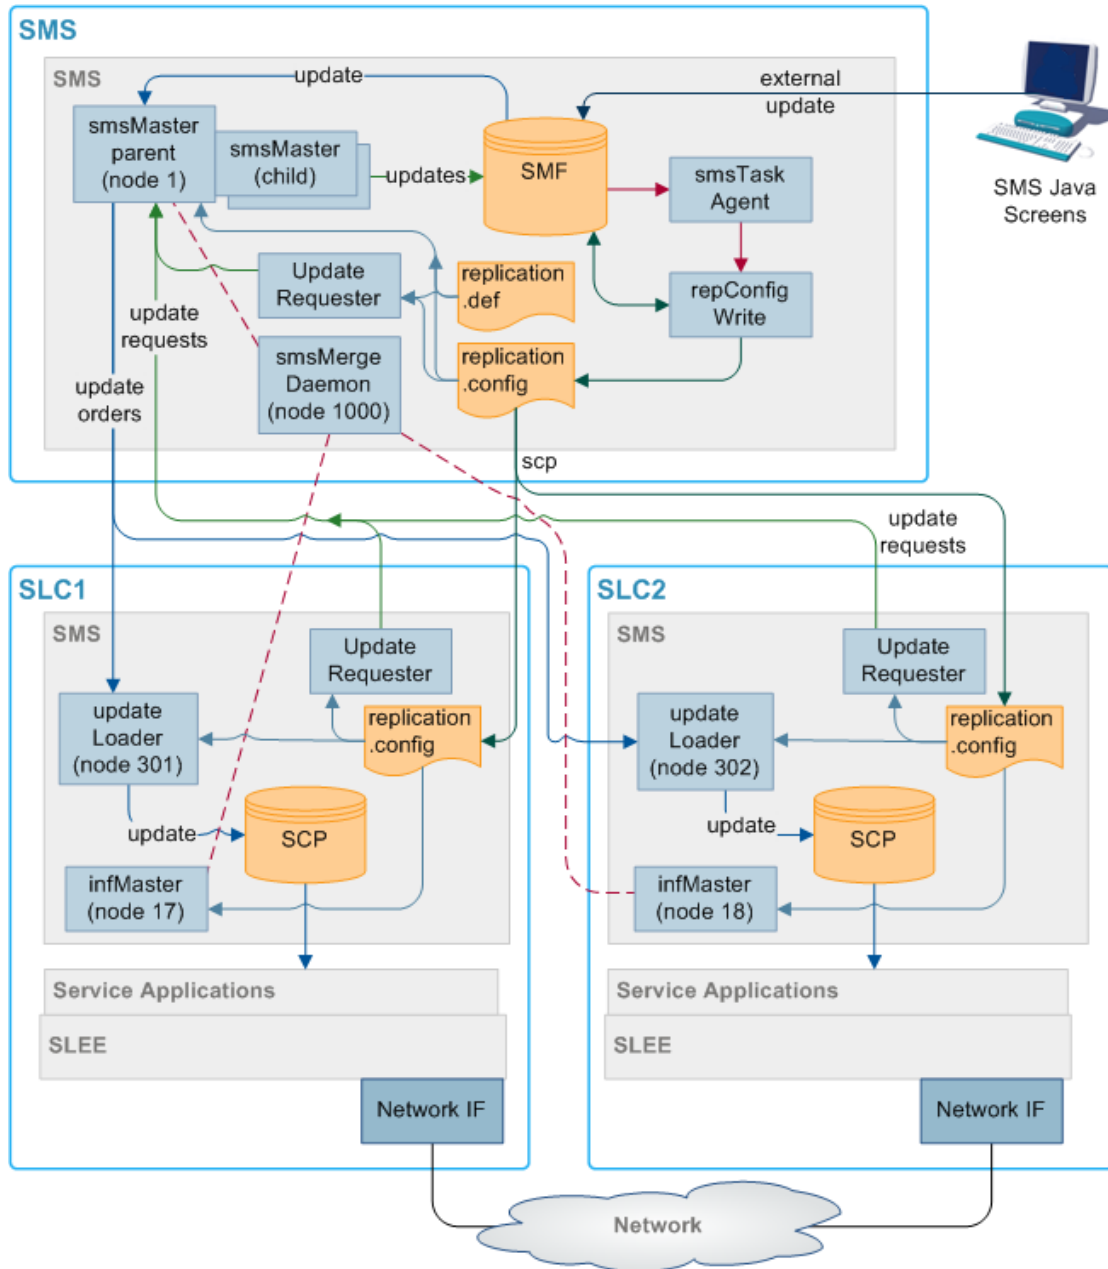 SMS
SMS
update
external
update
smsMaster
parent
(node 1)
smsMaster
(child)
updates
SMF
smsTask
Agent
SMS Java
Screens
Update
Requester
replication
.def
repConfig
Write
update
requests
smsMerge
Daemon
(node 1000)
replication
.config
update
orders
scp
update
requests
SLC1
SMS
Update
Requester
update
Loader
(node 301)
replication
.config
update
SCP
infMaster
(node 17)
Service Applications
SLEE
Network IF
SLC2
SMS
Update
Requester
update
Loader
(node 302)
replication
.config
update
SCP
infMaster
(node 18)
Service Applications
SLEE
Network IF
Network